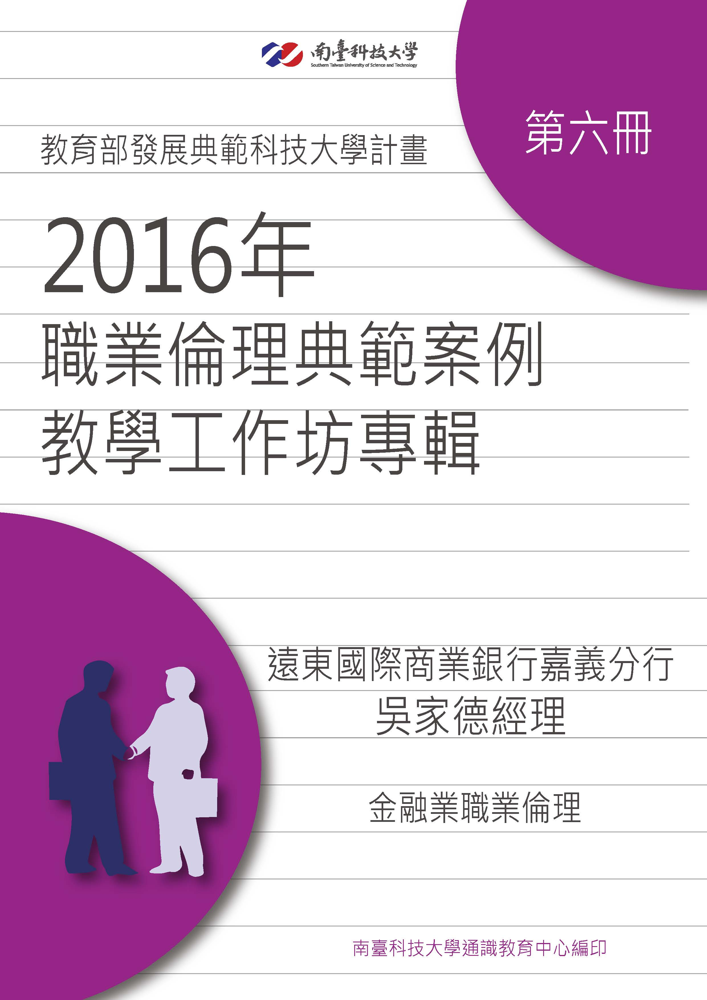 南臺科技大學
Southern Taiwan University of Science and Technology
第六冊
教育部發展典範科技大學計畫
2016年
職業倫理典範案例
教學工作坊專輯
遠東國際商業銀行嘉義分行
吳家德經理
金融業職業倫理
南臺科技大學通識教育中心編印